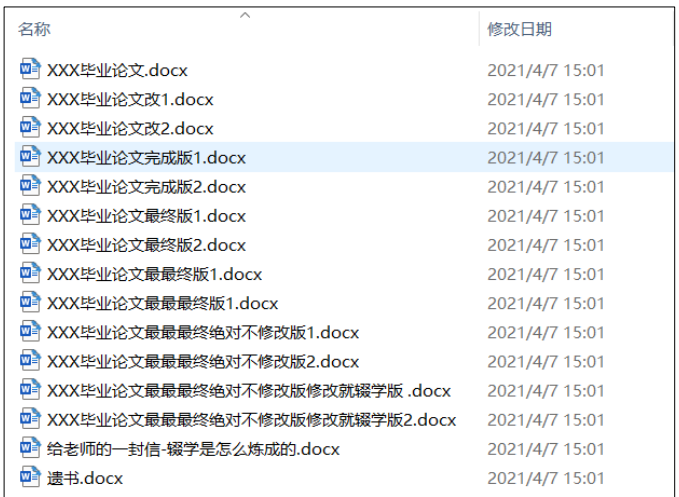 名称 修改日期
XXX毕业论文.docx 2021/4/7 15:01
XXX毕业论文改1.docx 2021/4/7 15:01
XXX毕业论文改2.docx 2021/4/7 15:01
XXX毕业论文完成版1.docx 2021/4/7 15:01
XXX毕业论文完成版2.docx 2021/4/7 15:01
XXX毕业论文最终版1.docx 2021/4/7 15:01
XXX毕业论文最终版2.docx 2021/4/7 15:01
XXX毕业论文最最终版1.docx 2021/4/7 15:01
XXX毕业论文最最最终版1.docx 2021/4/7 15:01
XXX毕业论文最最最终绝对不修改版1.docx 2021/4/7 15:01
XXX毕业论文最最最终绝对不修改版2.docx 2021/4/7 15:01
XXX毕业论文最最最终绝对不修改版修改就辍学版 .docx 2021/4/7 15:01
XXX毕业论文最最最终绝对不修改版修改就辍学版2.docx 2021/4/7 15:01
给老师的一封信-辍学是怎么炼成的.docx 2021/4/7 15:01
遗书.docx 2021/4/7 15:01